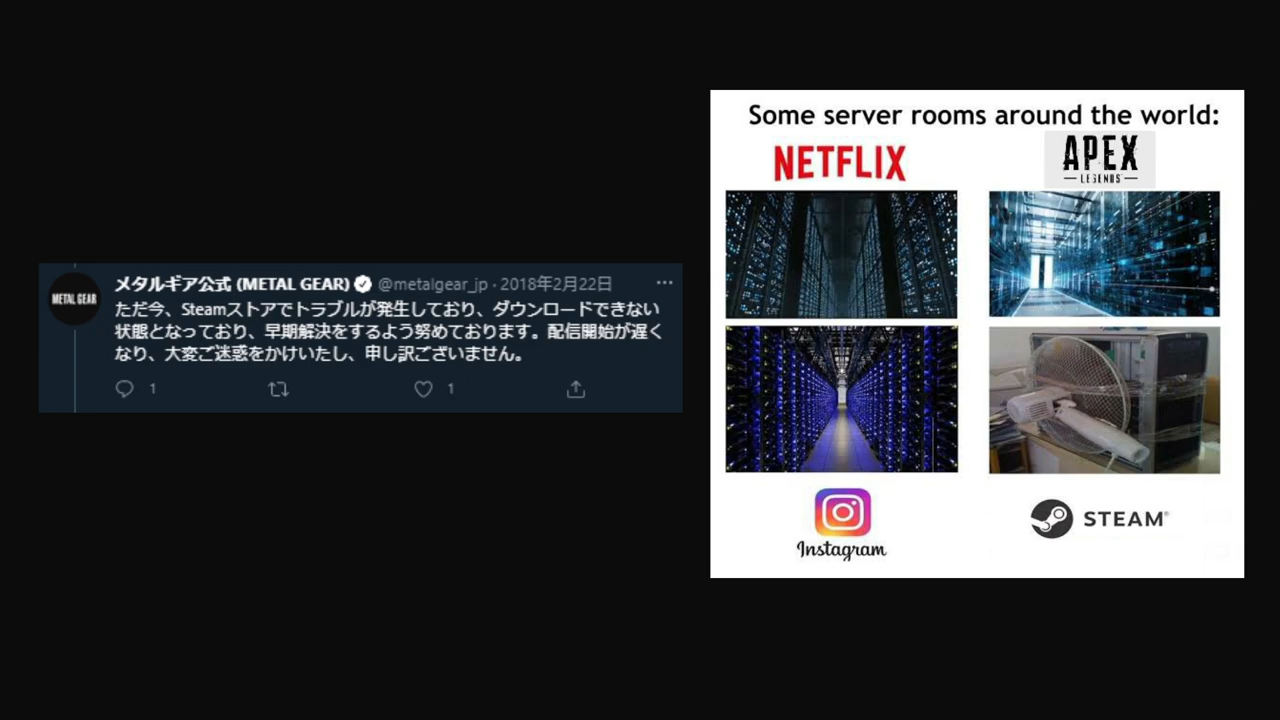 メタルギア公式 (METAL GEAR) @metalgear_jp · 2018年2月22日
METAL GEAR
ただ今、Steamストアでトラブルが発生しており、ダウンロードできない
状態となっており、早期解決をするよう努めております。配信開始が遅く
なり、大変ご迷惑をかけいたし、申し訳ございません。
1
1
Some server rooms around the world:
NETFLIX
APEX
LEGENDS
Instagram
STEAM®